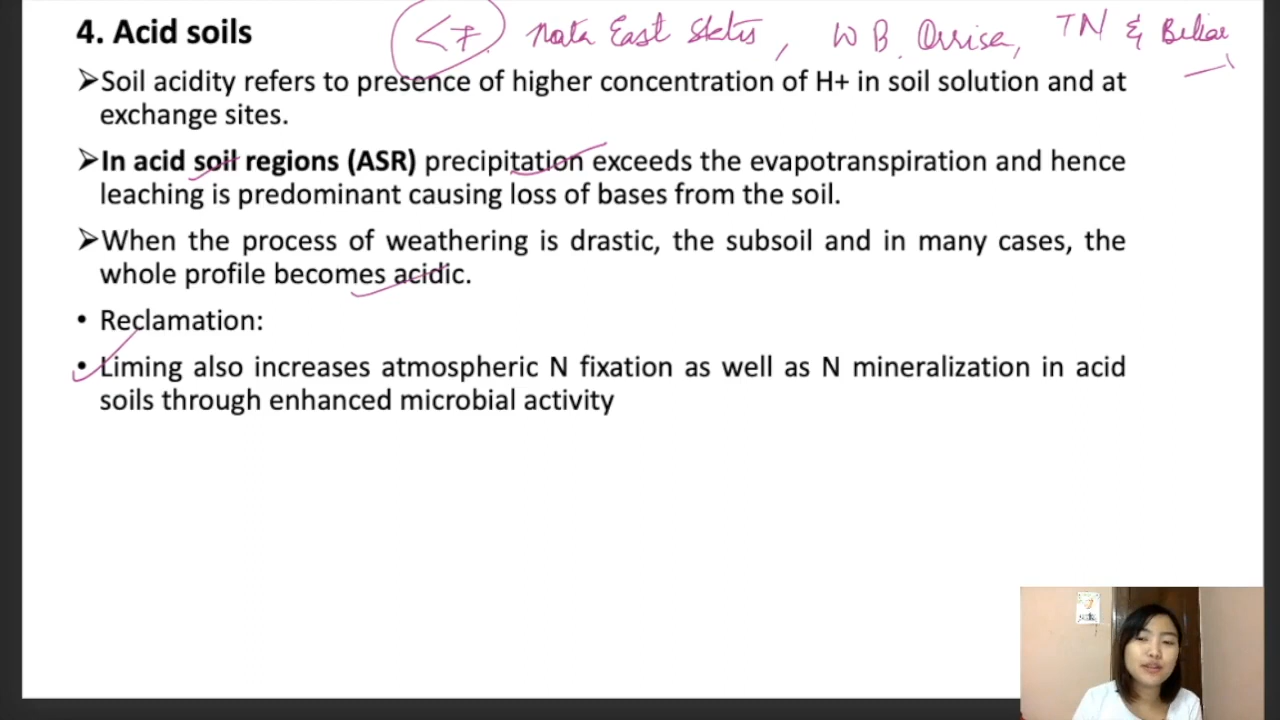 4. Acid soils <7 North East States, W B. Orrisa, TN & Bihar
➤Soil acidity refers to presence of higher concentration of H+ in soil solution and at
exchange sites.
➤In acid soil regions (ASR) precipitation exceeds the evapotranspiration and hence
leaching is predominant causing loss of bases from the soil.
➤When the process of weathering is drastic, the subsoil and in many cases, the
whole profile becomes acidic.
• Reclamation:
• Liming also increases atmospheric N fixation as well as N mineralization in acid
soils through enhanced microbial activity